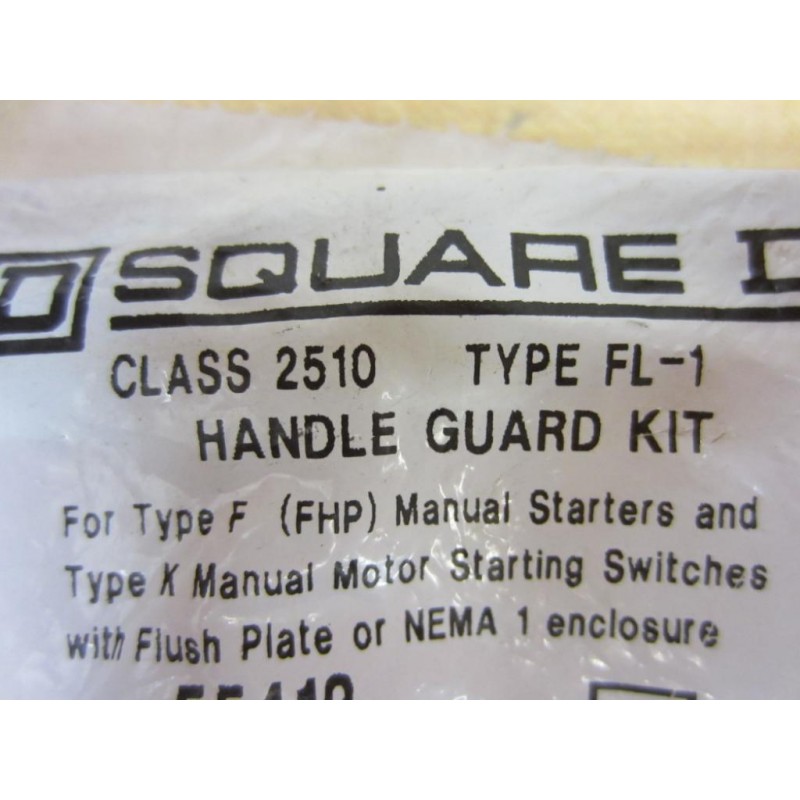 D SQUARE D
CLASS 2510 TYPE FL-1
HANDLE GUARD KIT
For Type F (FHP) Manual Starters and
Type K Manual Motor Starting Switches
with Flush Plate or NEMA 1 enclosure